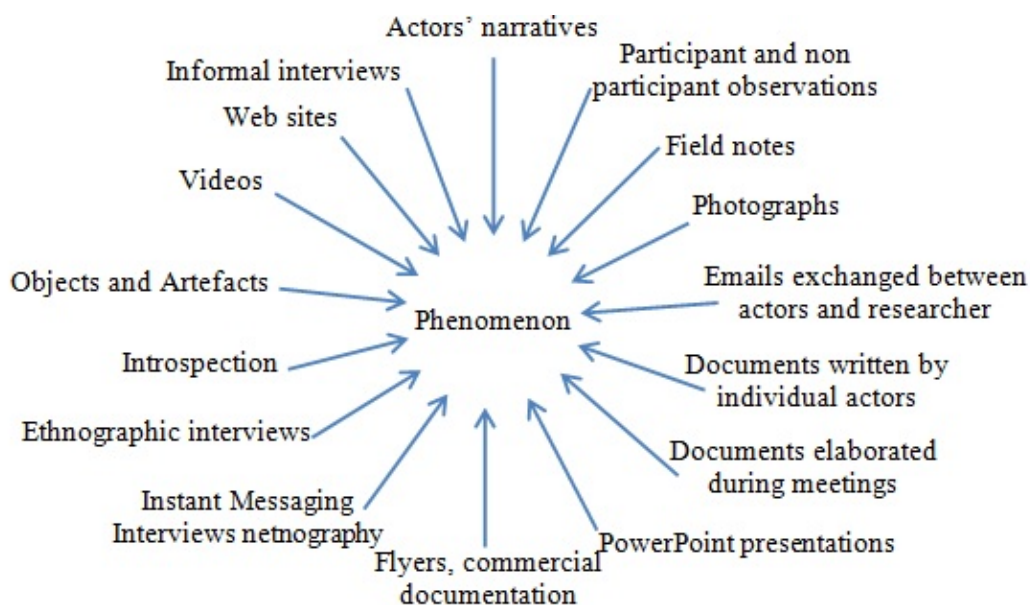 Actors’ narratives
Participant and non
participant observations
Informal interviews
Web sites
Field notes
Videos
Photographs
Objects and Artefacts
Emails exchanged between
actors and researcher
Phenomenon
Introspection
Documents written by
individual actors
Ethnographic interviews
Documents elaborated
during meetings
Instant Messaging
Interviews netnography
PowerPoint presentations
Flyers, commercial
documentation